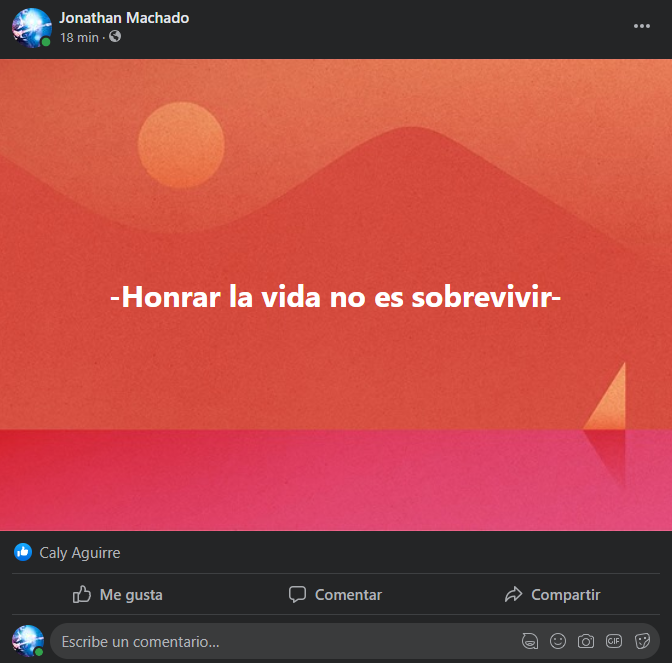 Jonathan Machado
18 min ·
-Honrar la vida no es sobrevivir-
Caly Aguirre
Me gusta
Comentar
Compartir
Escribe un comentario...
GIF